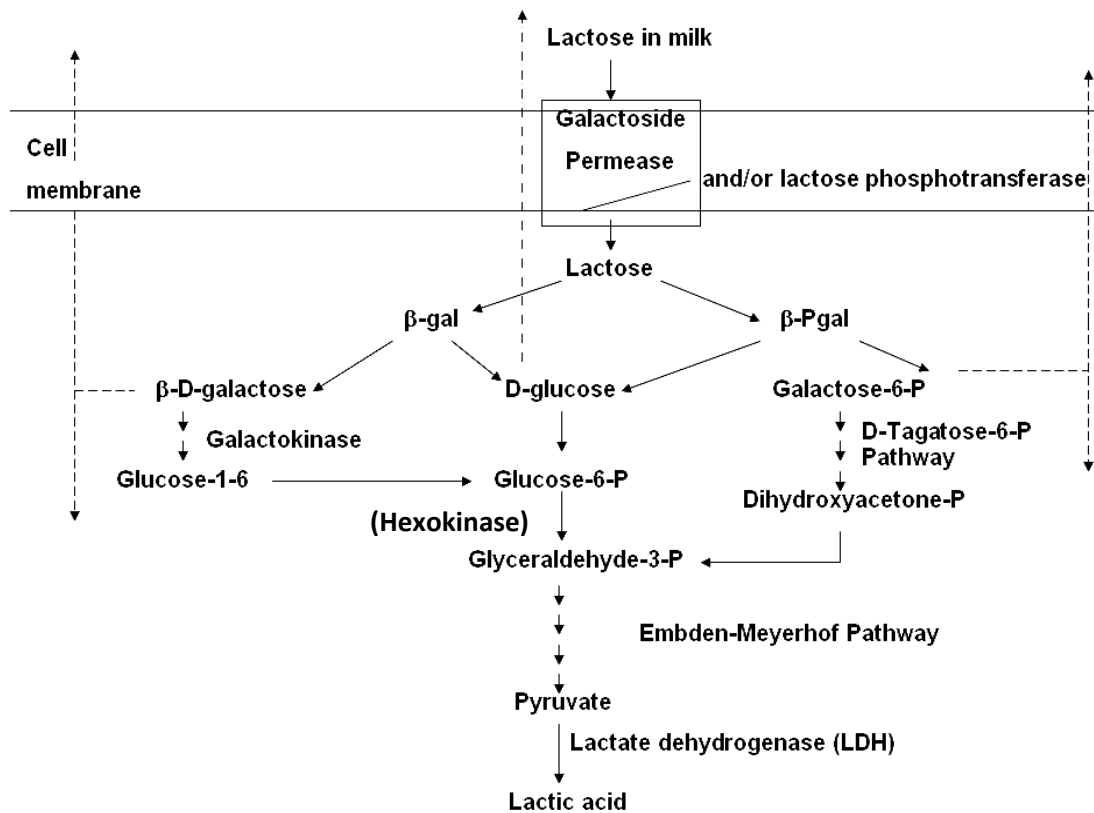 Lactose in milk
Galactoside
Permease
Cell
membrane
and/or lactose phosphotransferase
Lactose
β-gal
β-Pgal
β-D-galactose
D-glucose
Galactose-6-P
Galactokinase
D-Tagatose-6-P
Pathway
Glucose-1-6
Glucose-6-P
Dihydroxyacetone-P
(Hexokinase)
Glyceraldehyde-3-P
Embden-Meyerhof Pathway
Pyruvate
Lactate dehydrogenase (LDH)
Lactic acid